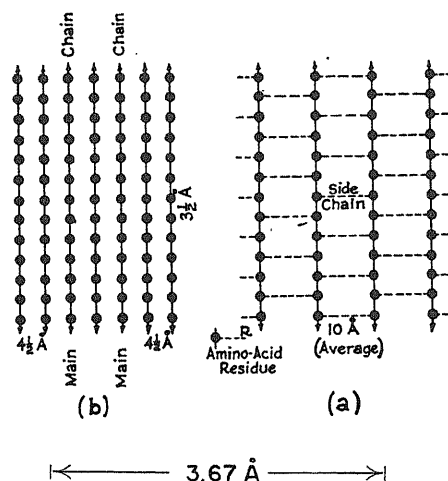 Chain
Chain
3½ Å
Side
Chain
4½ Å
4½ Å
Main
Main
R
Amino-Acid
Residue
10 Å
(Average)
(b)
(a)
3.67 Å